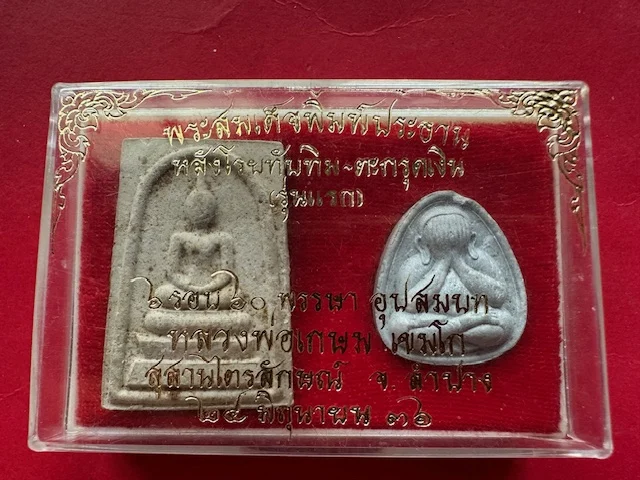 พระสมเด็จพิมพ์ประธาน
หลังโรยทับทิม-ตะกรุดเงิน
(รุ่นแรก)
๖ รอบ ๖๐ พรรษา อุปสมบท
หลวงพ่อเกษม เขมโก
สุสานไตรลักษณ์ จ. ลำปาง
๒๘ พิถุนายน ๓๖